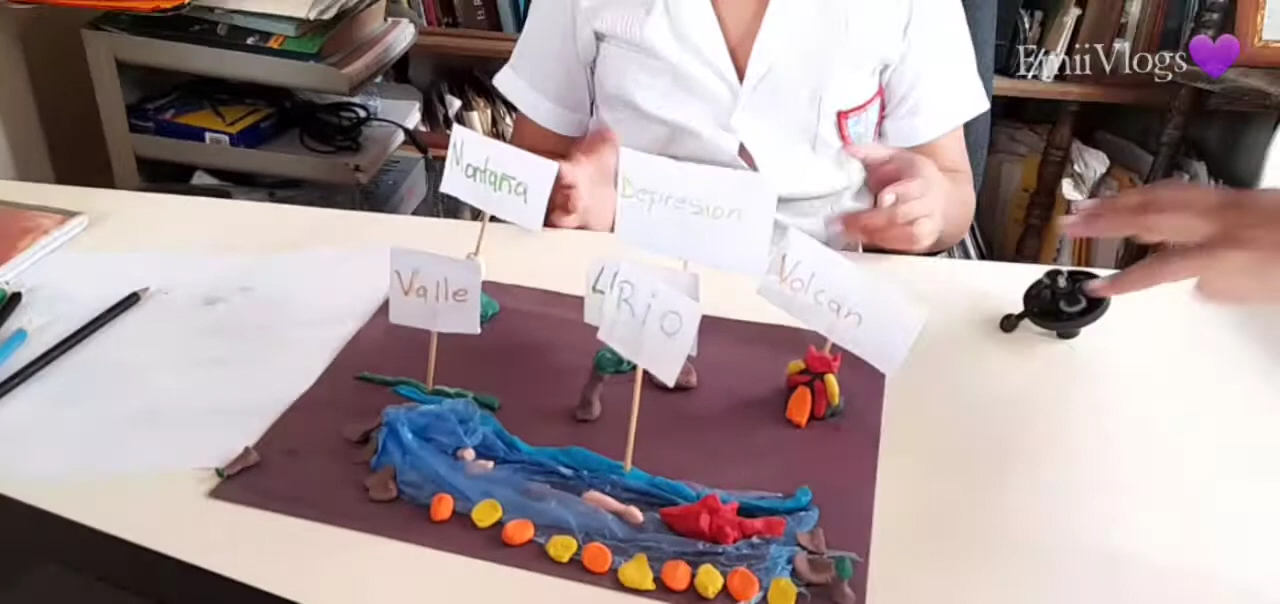 EmiiVlogs💜
Montaña
Depresion
Valle
Rio
Volcan